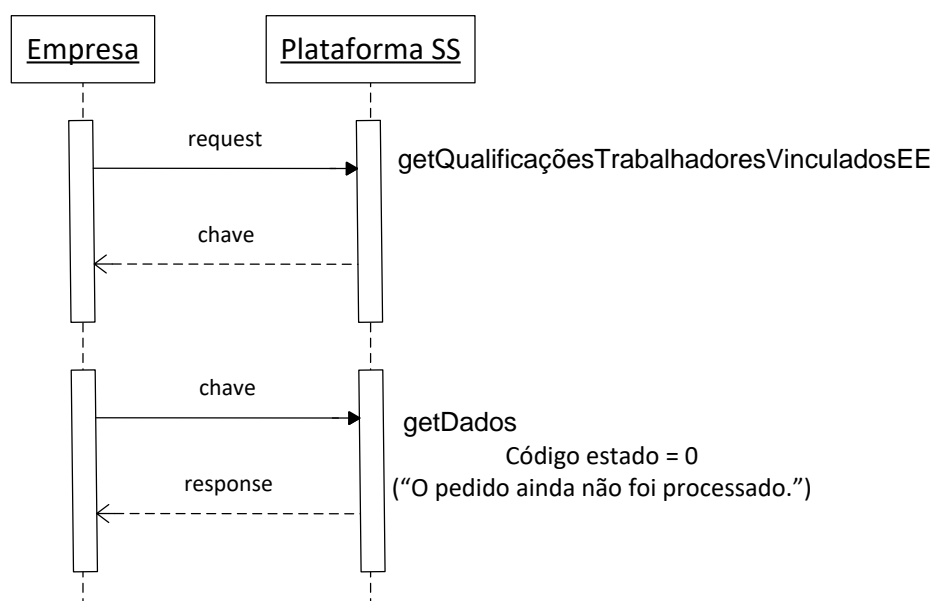 Empresa
Plataforma SS
request
getQualificaçõesTrabalhadoresVinculadosEE
chave
chave
getDados
Código estado = 0
response
(“O pedido ainda não foi processado.”)